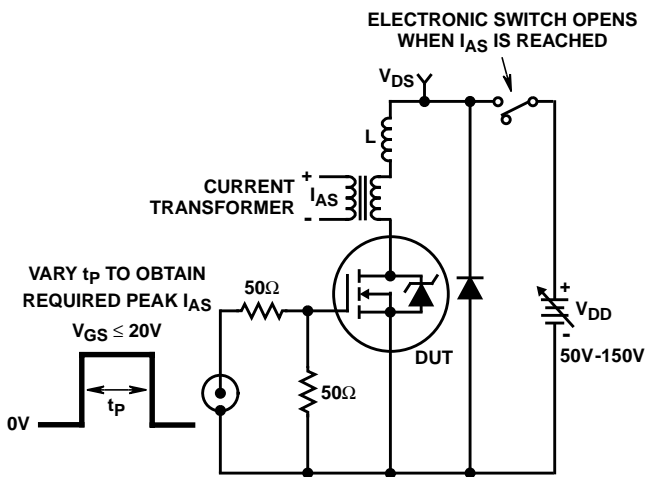 ELECTRONIC SWITCH OPENS
WHEN IAS IS REACHED
VDS
L
+
IAS
-
CURRENT
TRANSFORMER
VARY tP TO OBTAIN
REQUIRED PEAK IAS
VGS ≤ 20V
50Ω
DUT
+
VDD
-
50V-150V
50Ω
tP
0V